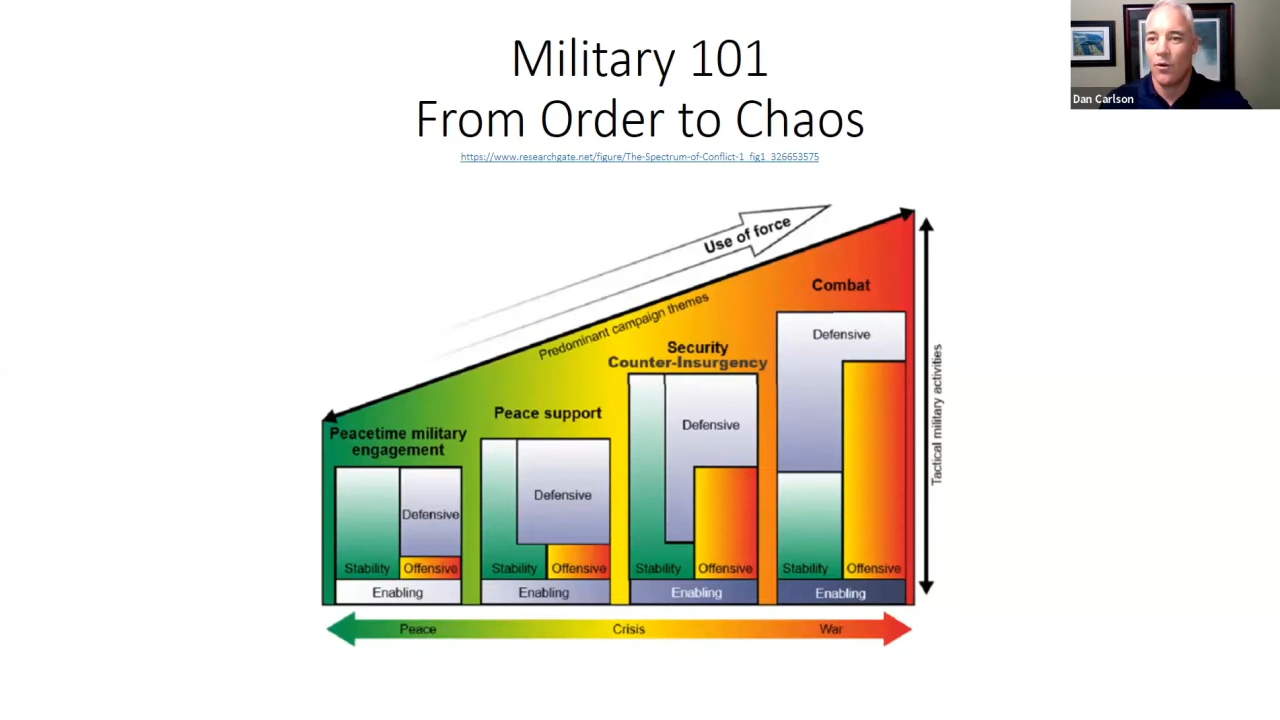 Military 101
From Order to Chaos
https://www.researchgate.net/figure/The-Spectrum-of-Conflict-1_fig1_326653575
Dan Carlson
Use of force
Predominant campaign themes
Combat
Defensive
Stability
Offensive
Enabling
Security
Counter-Insurgency
Defensive
Stability
Offensive
Enabling
Peace support
Defensive
Stability
Offensive
Enabling
Peacetime military
engagement
Defensive
Stability
Offensive
Enabling
Tactical military activities
Peace
Crisis
War